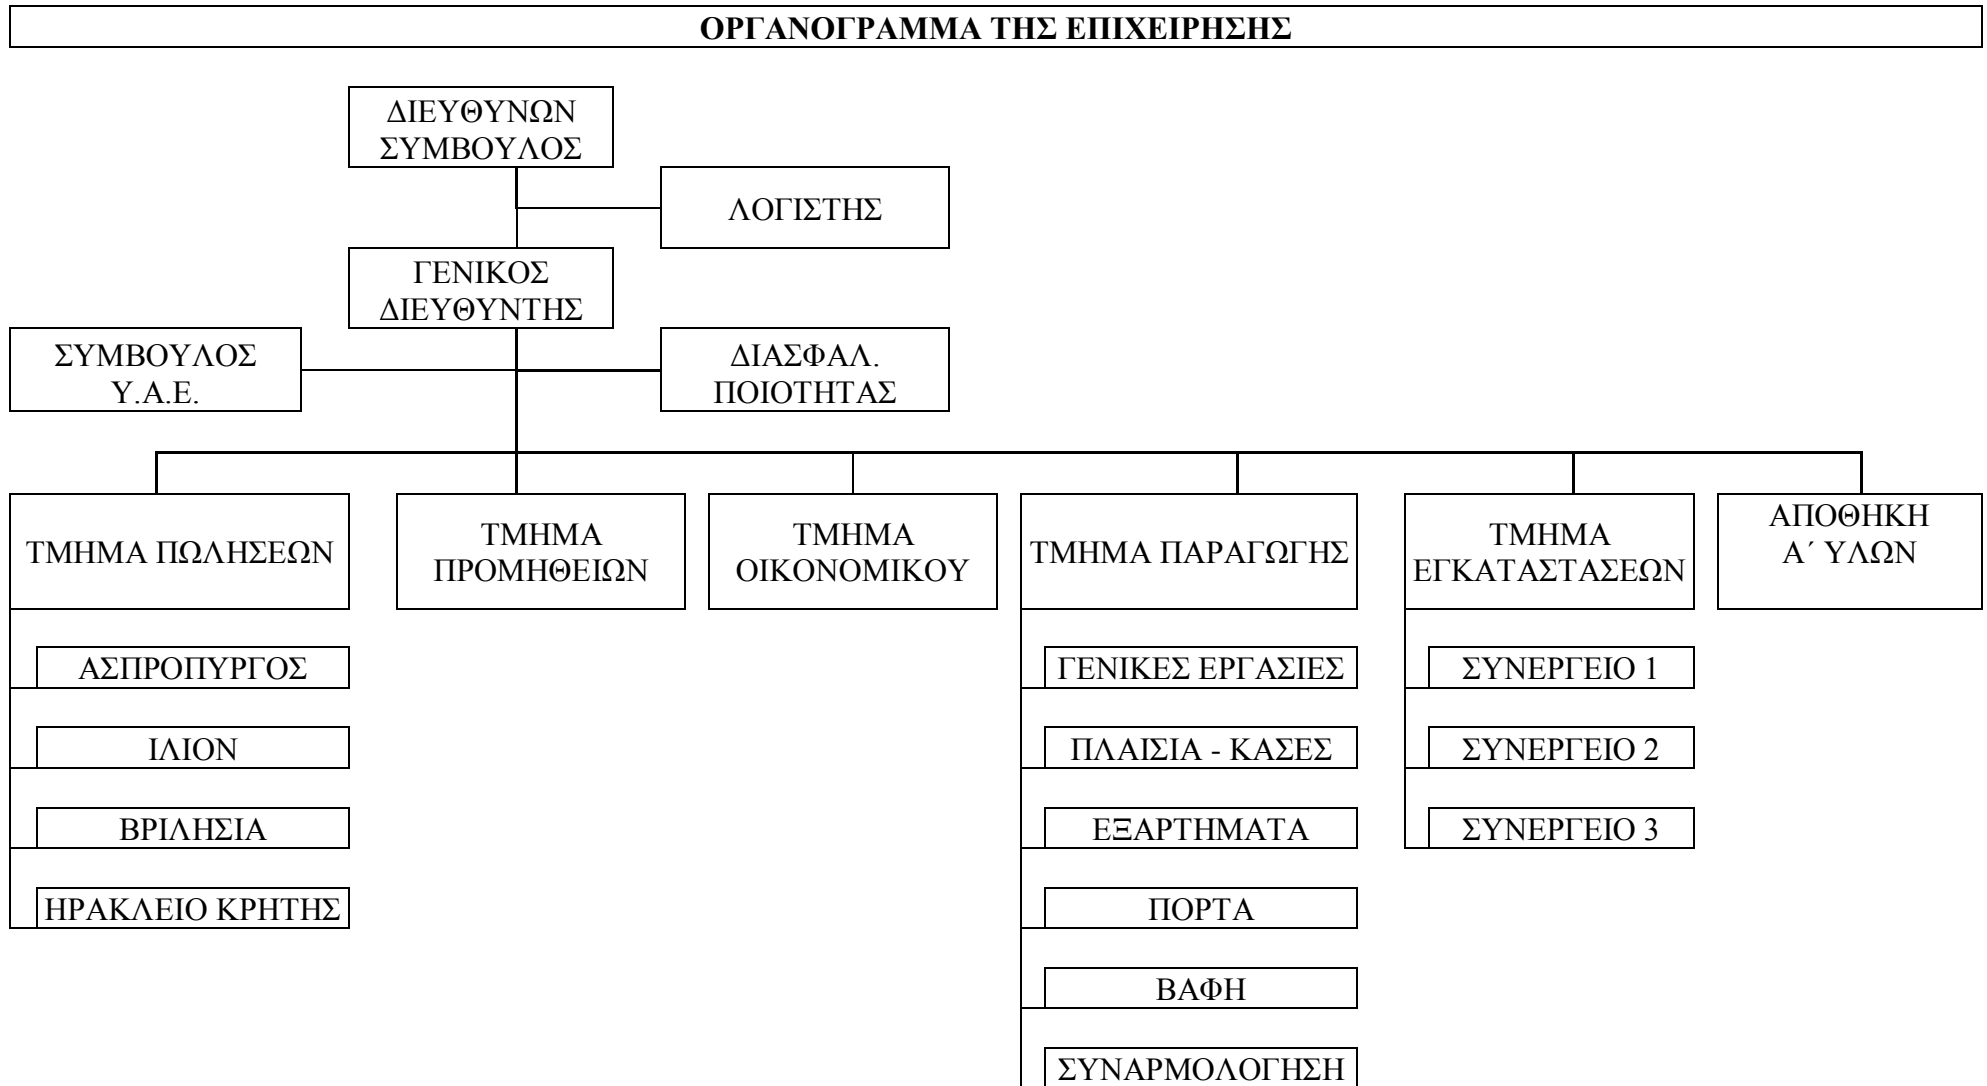 ΟΡΓΑΝΟΓΡΑΜΜΑ ΤΗΣ ΕΠΙΧΕΙΡΗΣΗΣ
ΔΙΕΥΘΥΝΩΝ
ΣΥΜΒΟΥΛΟΣ
ΛΟΓΙΣΤΗΣ
ΓΕΝΙΚΟΣ
ΔΙΕΥΘΥΝΤΗΣ
ΣΥΜΒΟΥΛΟΣ
Υ.Α.Ε.
ΔΙΑΣΦΑΛ.
ΠΟΙΟΤΗΤΑΣ
ΤΜΗΜΑ ΠΩΛΗΣΕΩΝ
ΤΜΗΜΑ
ΠΡΟΜΗΘΕΙΩΝ
ΤΜΗΜΑ
ΟΙΚΟΝΟΜΙΚΟΥ
ΤΜΗΜΑ ΠΑΡΑΓΩΓΗΣ
ΤΜΗΜΑ
ΕΓΚΑΤΑΣΤΑΣΕΩΝ
ΑΠΟΘΗΚΗ
Α΄ ΥΛΩΝ
ΑΣΠΡΟΠΥΡΓΟΣ
ΙΛΙΟΝ
ΒΡΙΛΗΣΙΑ
ΗΡΑΚΛΕΙΟ ΚΡΗΤΗΣ
ΓΕΝΙΚΕΣ ΕΡΓΑΣΙΕΣ
ΠΛΑΙΣΙΑ - ΚΑΣΕΣ
ΕΞΑΡΤΗΜΑΤΑ
ΠΟΡΤΑ
ΒΑΦΗ
ΣΥΝΑΡΜΟΛΟΓΗΣΗ
ΣΥΝΕΡΓΕΙΟ 1
ΣΥΝΕΡΓΕΙΟ 2
ΣΥΝΕΡΓΕΙΟ 3